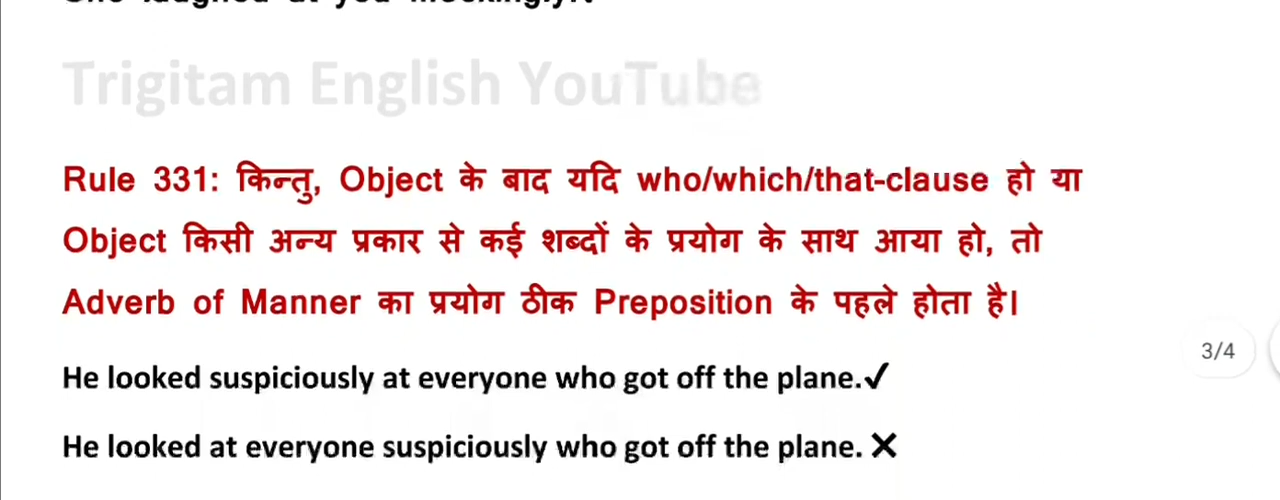 Trigitam English YouTube
Rule 331: किन्तु, Object के बाद यदि who/which/that-clause हो या
Object किसी अन्य प्रकार से कई शब्दों के प्रयोग के साथ आया हो, तो
Adverb of Manner का प्रयोग ठीक Preposition के पहले होता है।
3/4
He looked suspiciously at everyone who got off the plane.✓
He looked at everyone suspiciously who got off the plane. ✕